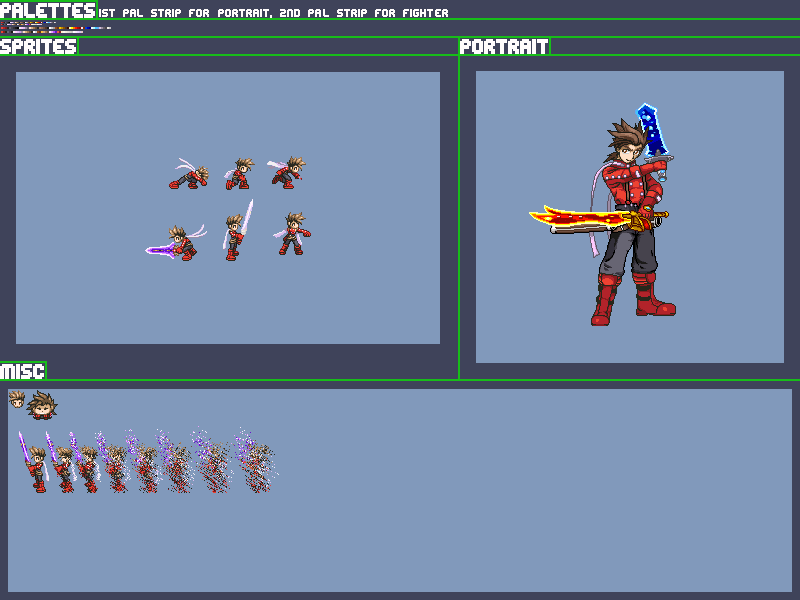 PALETTES 1ST PAL STRIP FOR PORTRAIT, 2ND PAL STRIP FOR FIGHTER
SPRITES
PORTRAIT
MISC